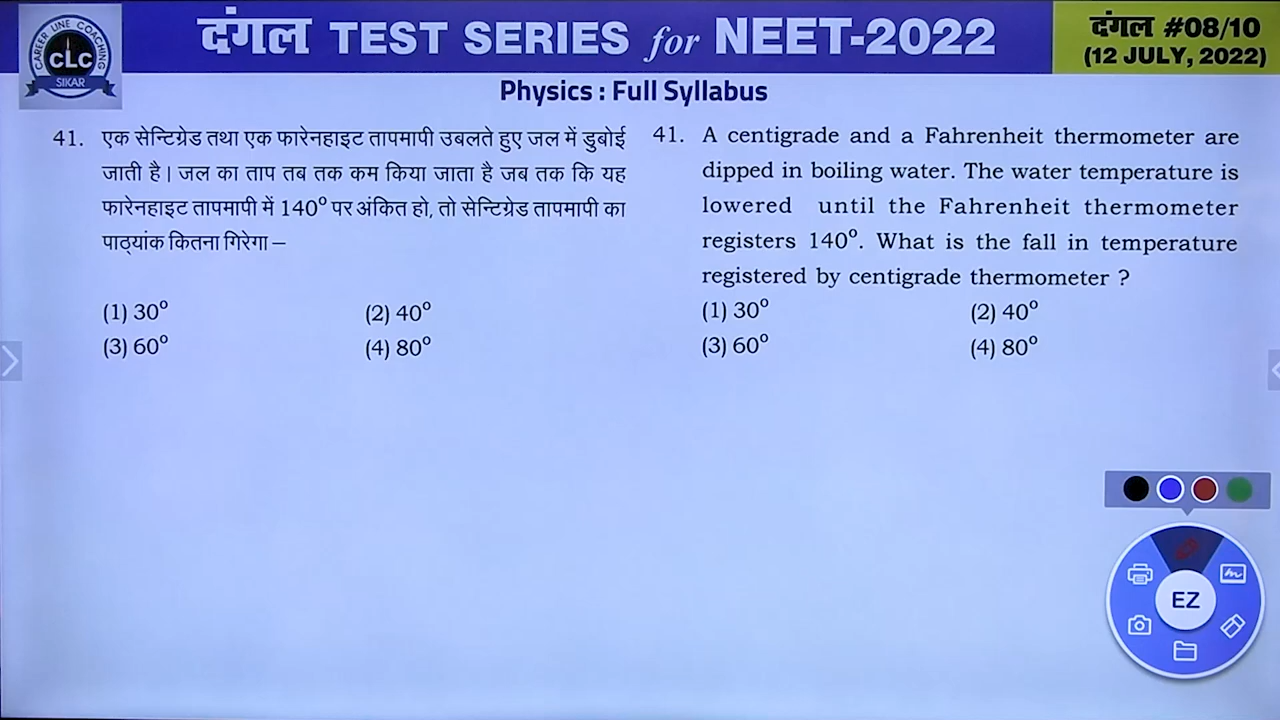 CAREER LINE COACHING
CLC
SIKAR
दंगल TEST SERIES for NEET-2022
दंगल #08/10
(12 JULY, 2022)
Physics : Full Syllabus
41. एक सेन्टिग्रेड तथा एक फारेनहाइट तापमापी उबलते हुए जल में डुबोई
जाती है। जल का ताप तब तक कम किया जाता है जब तक कि यह
फारेनहाइट तापमापी में 140° पर अंकित हो, तो सेन्टिग्रेड तापमापी का
पाठ्यांक कितना गिरेगा –
(1) 30° (2) 40°
(3) 60° (4) 80°
41. A centigrade and a Fahrenheit thermometer are
dipped in boiling water. The water temperature is
lowered until the Fahrenheit thermometer
registers 140°. What is the fall in temperature
registered by centigrade thermometer ?
(1) 30° (2) 40°
(3) 60° (4) 80°
EZ